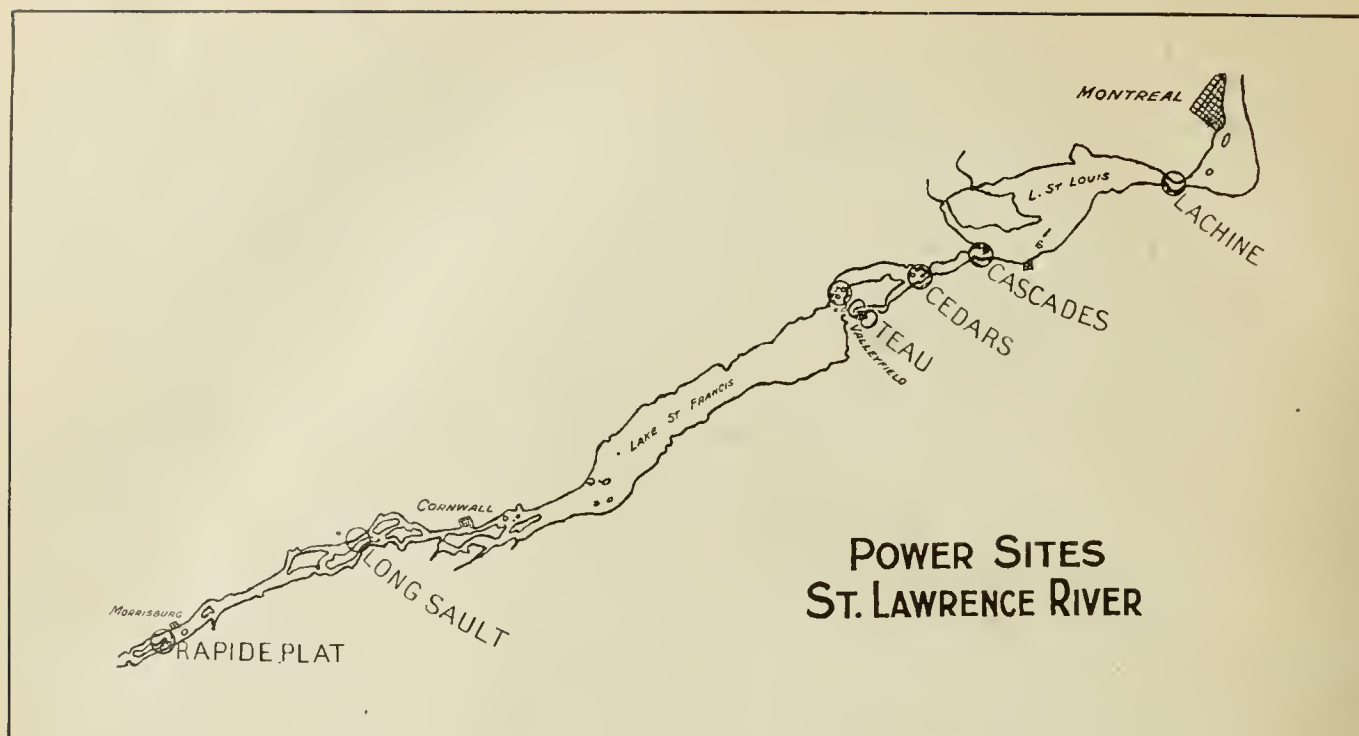 MONTREAL
L. ST LOUIS
LACHINE
CASCADES
CEDARS
COTEAU
VALLEYFIELD
LAKE ST FRANCIS
CORNWALL
LONG SAULT
MORRISBURG
RAPIDE PLAT
POWER SITES
ST. LAWRENCE RIVER